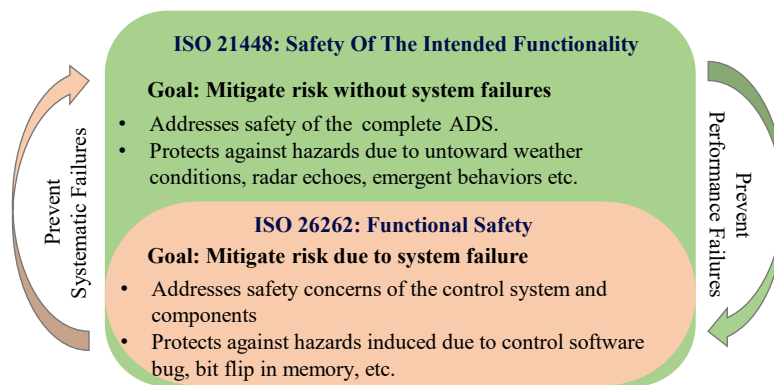 ISO 21448: Safety Of The Intended Functionality
Goal: Mitigate risk without system failures
• Addresses safety of the complete ADS.
• Protects against hazards due to untoward weather
conditions, radar echoes, emergent behaviors etc.
ISO 26262: Functional Safety
Goal: Mitigate risk due to system failure
• Addresses safety concerns of the control system and
components
• Protects against hazards induced due to control software
bug, bit flip in memory, etc.
Prevent
Systematic Failures
Prevent
Performance Failures